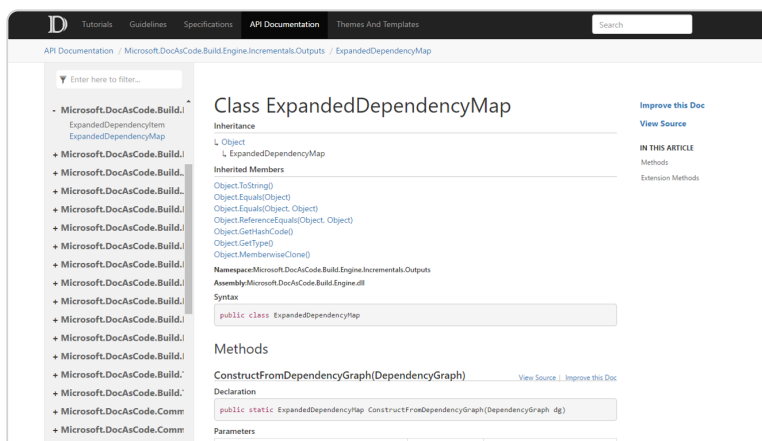 Tutorials Guidelines Specifications API Documentation Themes And Templates Search
API Documentation / Microsoft.DocAsCode.Build.Engine.Incrementals.Outputs / ExpandedDependencyMap
Enter here to filter...
- Microsoft.DocAsCode.Build.
ExpandedDependencyItem
ExpandedDependencyMap
+ Microsoft.DocAsCode.Build.
+ Microsoft.DocAsCode.Build.
+ Microsoft.DocAsCode.Build.
+ Microsoft.DocAsCode.Build.
+ Microsoft.DocAsCode.Build.
+ Microsoft.DocAsCode.Build.
+ Microsoft.DocAsCode.Build.
+ Microsoft.DocAsCode.Build.
+ Microsoft.DocAsCode.Build.
+ Microsoft.DocAsCode.Build.
+ Microsoft.DocAsCode.Build.
+ Microsoft.DocAsCode.Build.
+ Microsoft.DocAsCode.Build.
+ Microsoft.DocAsCode.Build.
+ Microsoft.DocAsCode.Comm
+ Microsoft.DocAsCode.Comm
Class ExpandedDependencyMap
Inheritance
↳ Object
↳ ExpandedDependencyMap
Inherited Members
Object.ToString()
Object.Equals(Object)
Object.Equals(Object, Object)
Object.ReferenceEquals(Object, Object)
Object.GetHashCode()
Object.GetType()
Object.MemberwiseClone()
Namespace:Microsoft.DocAsCode.Build.Engine.Incrementals.Outputs
Assembly:Microsoft.DocAsCode.Build.Engine.dll
Syntax
public class ExpandedDependencyMap
Methods
ConstructFromDependencyGraph(DependencyGraph) View Source | Improve this Doc
Declaration
public static ExpandedDependencyMap ConstructFromDependencyGraph(DependencyGraph dg)
Parameters
Improve this Doc
View Source
IN THIS ARTICLE
Methods
Extension Methods